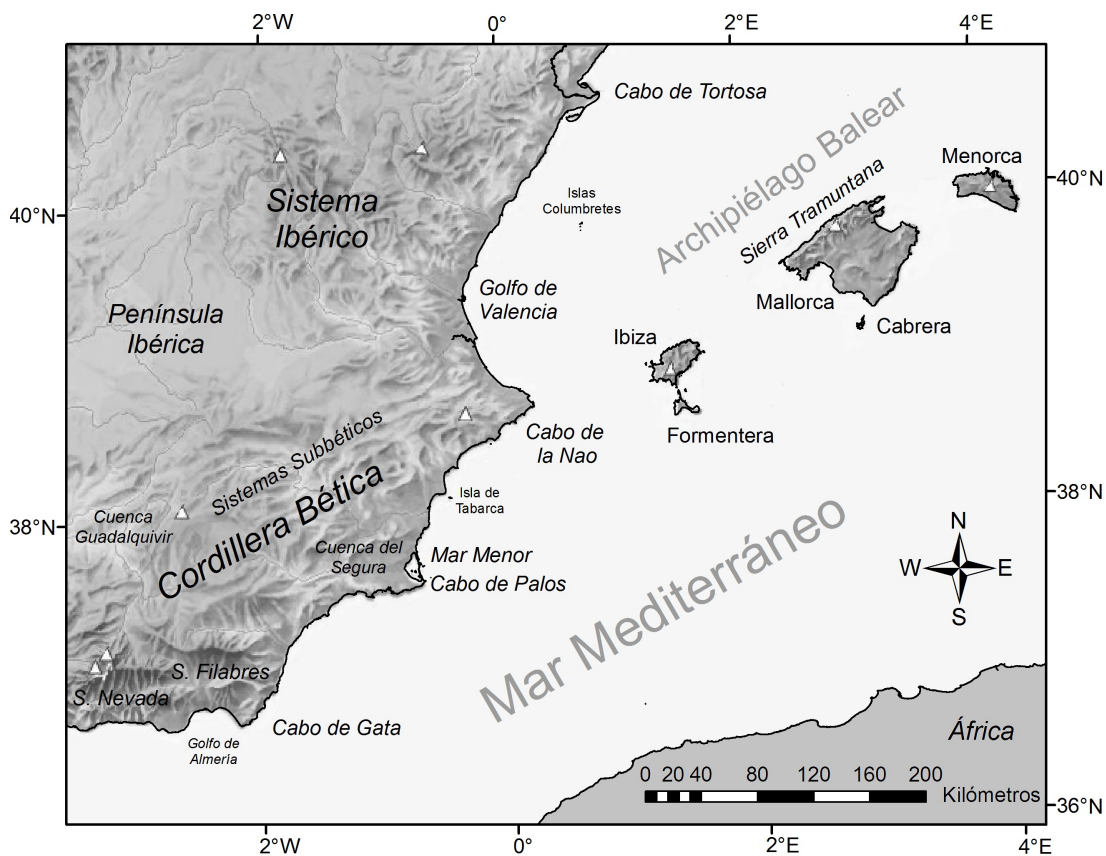 2°W
0°
2°E
4°E
Cabo de Tortosa
Archipiélago Balear
Menorca
40°N
40°N
Sistema
Ibérico
Islas
Columbretes
Sierra Tramuntana
Mallorca
Cabrera
Golfo de
Valencia
Península
Ibérica
Ibiza
Formentera
Cabo de
la Nao
Sistemas Subbéticos
Cordillera Bética
Isla de
Tabarca
38°N
38°N
Cuenca
Guadalquivir
Cuenca del
Segura
Mar Menor
Cabo de Palos
Mar Mediterráneo
N
W
E
S
S. Filabres
S. Nevada
Cabo de Gata
Golfo de
Almería
África
0 20 40 80 120 160 200
Kilómetros
36°N
2°W
0°
2°E
4°E